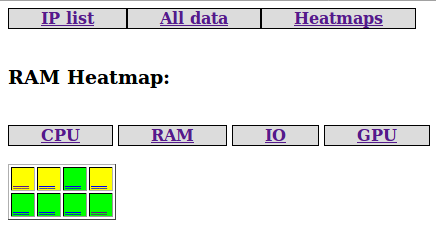 IP list All data Heatmaps
RAM Heatmap:
CPU RAM IO GPU